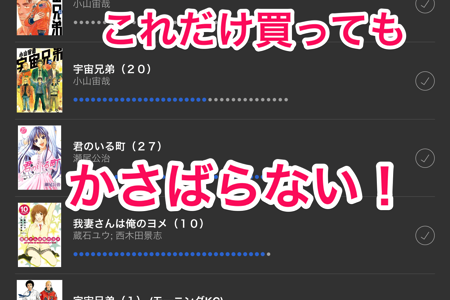 小山宙哉
これだけ買っても
宇宙兄弟（２０）
小山宙哉
君のいる町（２７）
瀬尾公治
かさばらない！
我妻さんは俺のヨメ（１０）
蔵石ユウ; 西木田景志
宇宙兄弟（１）(モーニングKC)